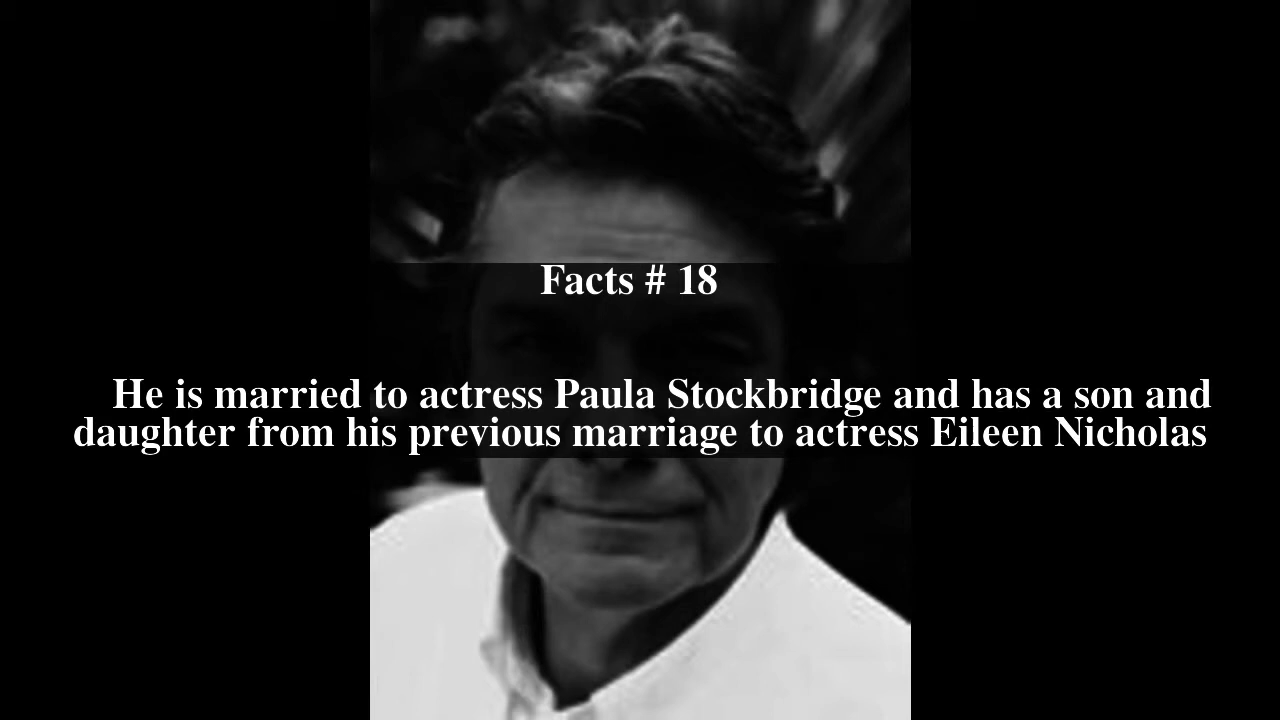 Facts # 18
He is married to actress Paula Stockbridge and has a son and
daughter from his previous marriage to actress Eileen Nicholas